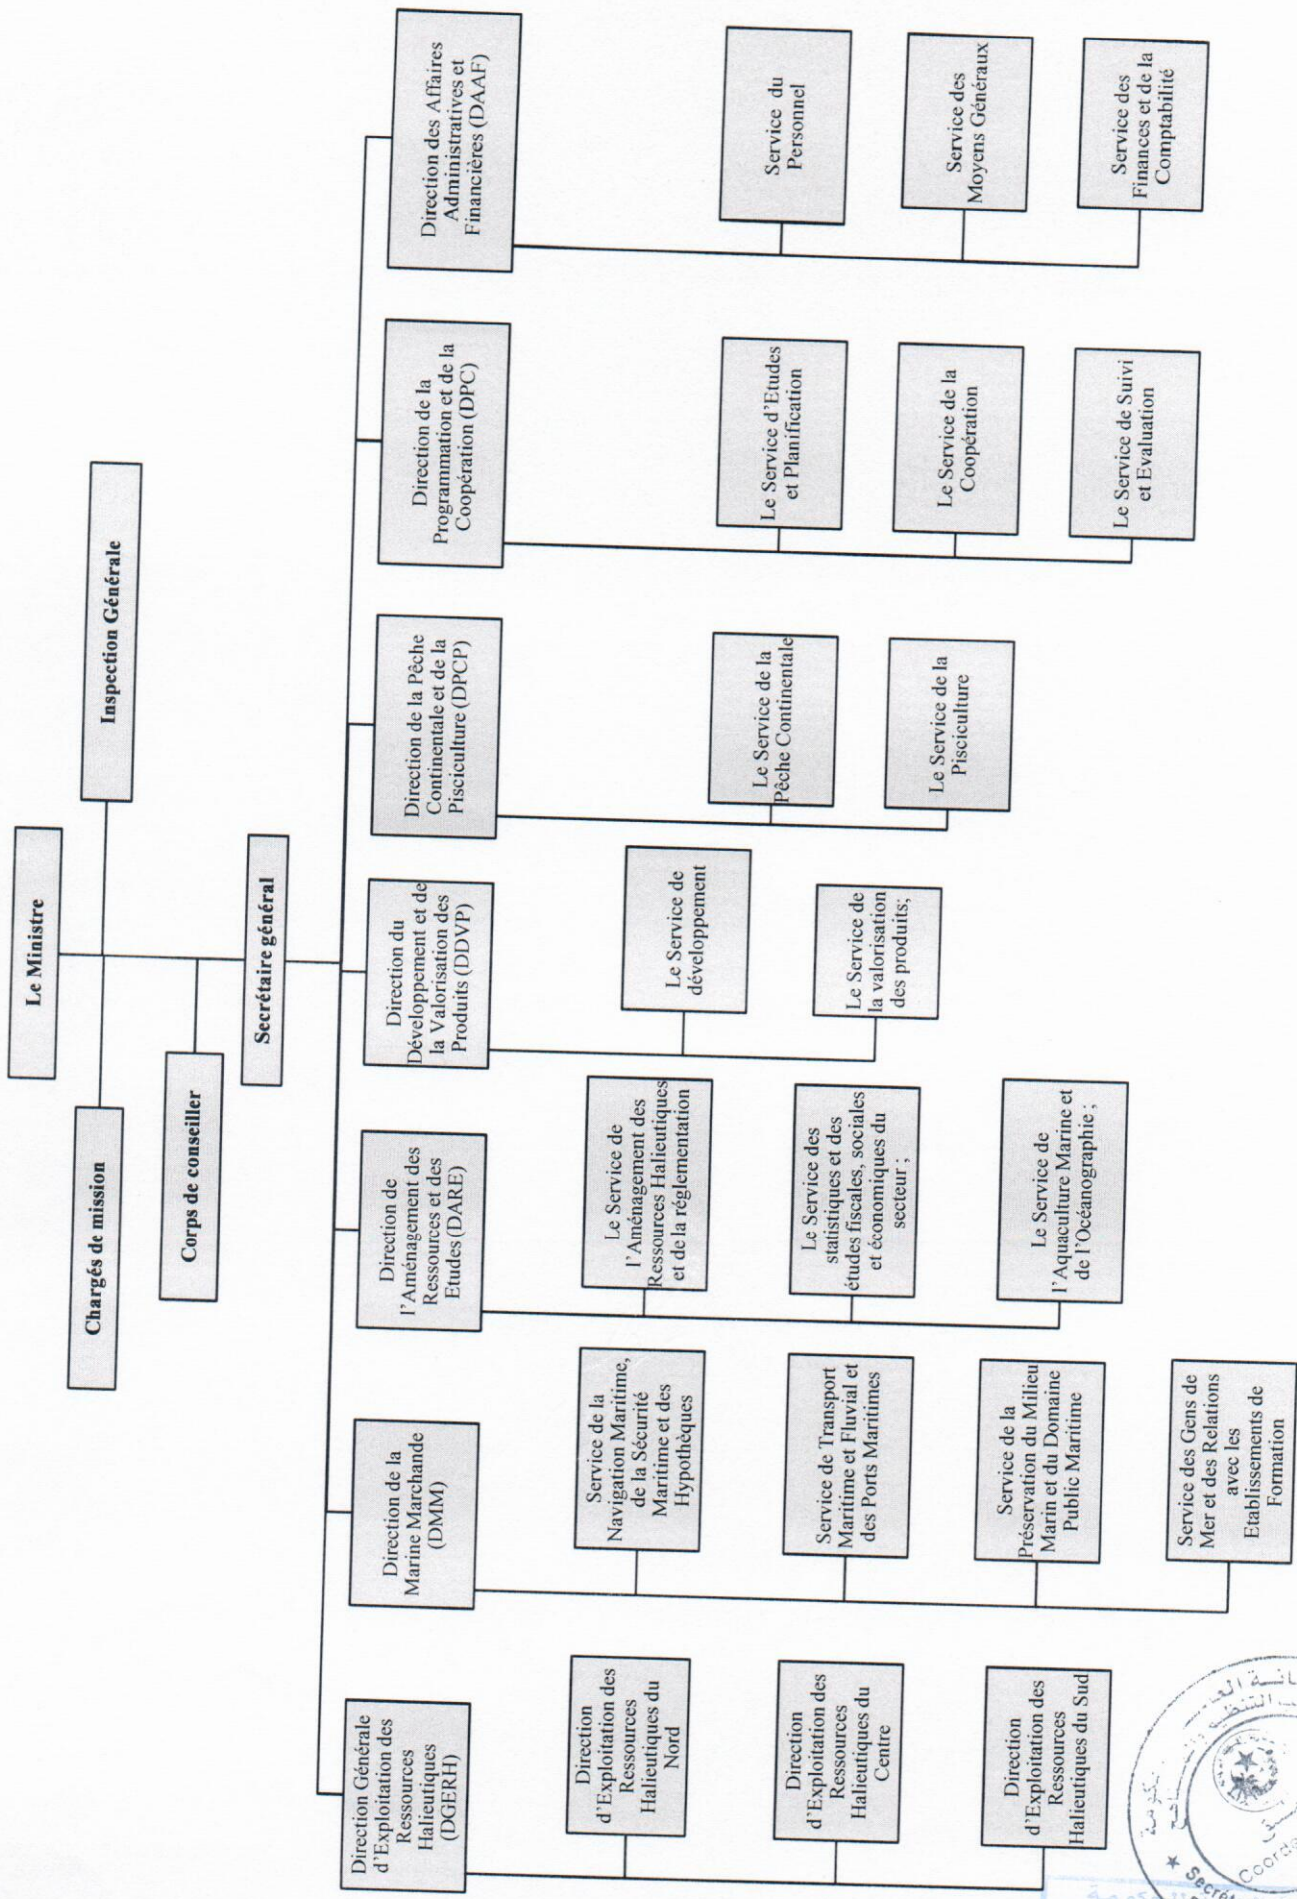 Le Ministre
Inspection Générale
Chargés de mission
Corps de conseiller
Secrétaire général
Direction Générale
d'Exploitation des
Ressources
Halieutiques
(DGERH)
Direction
d'Exploitation des
Ressources
Halieutiques du
Nord
Direction
d'Exploitation des
Ressources
Halieutiques du
Centre
Direction
d'Exploitation des
Ressources
Halieutiques du Sud
Direction de la
Marine Marchande
(DMM)
Service de la
Navigation Maritime,
de la Sécurité
Maritime et des
Hypothèques
Service de Transport
Maritime et Fluvial et
des Ports Maritimes
Service de la
Préservation du Milieu
Marin et du Domaine
Public Maritime
Service des Gens de
Mer et des Relations
avec les
Etablissements de
Formation
Direction de
l'Aménagement des
Ressources et des
Etudes (DARE)
Le Service de
l'Aménagement des
Ressources Halieutiques
et de la réglementation
Le Service des
statistiques et des
études fiscales, sociales
et économiques du
secteur ;
Le Service de
l'Aquaculture Marine et
de l'Océanographie ;
Direction du
Développement et de
la Valorisation des
Produits (DDVP)
Le Service de
développement
Le Service de
la valorisation
des produits;
Direction de la Pêche
Continentale et de la
Pisciculture (DPCP)
Le Service de la
Pêche Continentale
Le Service de la
Pisciculture
Direction de la
Programmation et de la
Coopération (DPC)
Le Service d'Etudes
et Planification
Le Service de la
Coopération
Le Service de Suivi
et Evaluation
Direction des Affaires
Administratives et
Financières (DAAF)
Service du
Personnel
Service des
Moyens Généraux
Service des
Finances et de la
Comptabilité